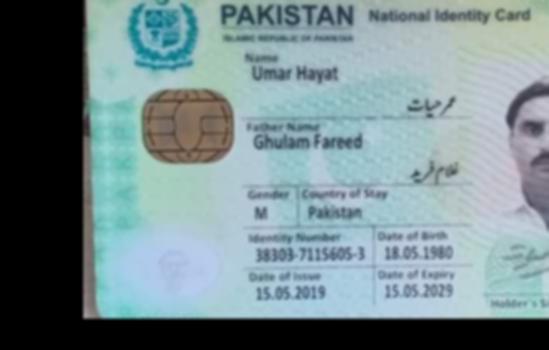 PAKISTAN National Identity Card
ISLAMIC REPUBLIC OF PAKISTAN
Name
Umar Hayat
عمر حیات
Father Name
Ghulam Fareed
غلام فرید
Gender Country of Stay
M Pakistan
Identity Number Date of Birth
38303-7115605-3 18.05.1980
Date of Issue Date of Expiry
15.05.2019 15.05.2029
Holder's